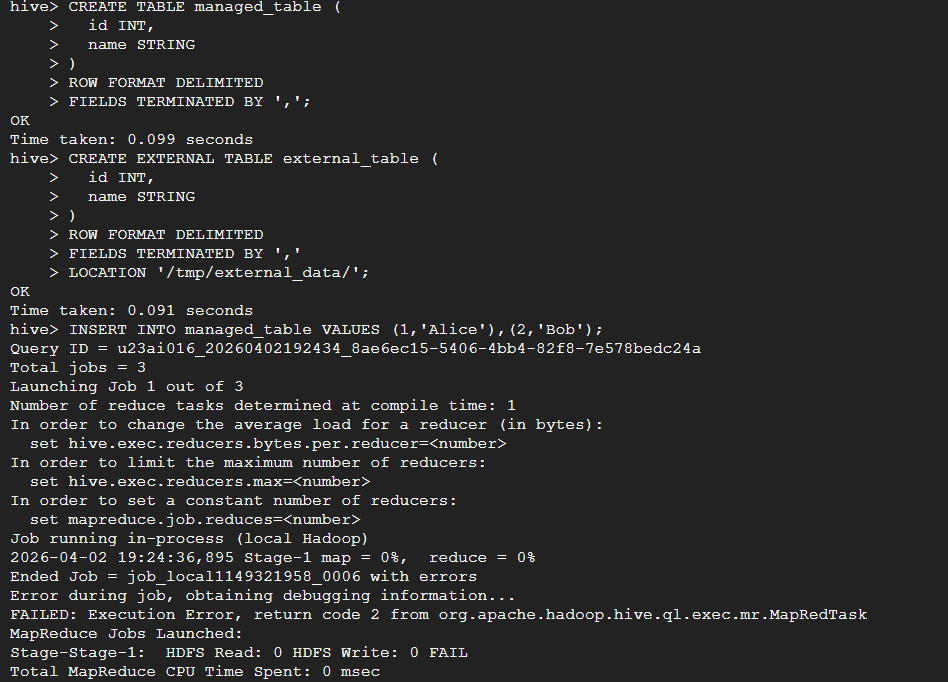 hive> CREATE TABLE managed_table (
    >   id INT,
    >   name STRING
    > )
    > ROW FORMAT DELIMITED
    > FIELDS TERMINATED BY ',';
OK
Time taken: 0.099 seconds
hive> CREATE EXTERNAL TABLE external_table (
    >   id INT,
    >   name STRING
    > )
    > ROW FORMAT DELIMITED
    > FIELDS TERMINATED BY ','
    > LOCATION '/tmp/external_data/';
OK
Time taken: 0.091 seconds
hive> INSERT INTO managed_table VALUES (1,'Alice'),(2,'Bob');
Query ID = u23ai016_20260402192434_8ae6ec15-5406-4bb4-82f8-7e578bedc24a
Total jobs = 3
Launching Job 1 out of 3
Number of reduce tasks determined at compile time: 1
In order to change the average load for a reducer (in bytes):
  set hive.exec.reducers.bytes.per.reducer=<number>
In order to limit the maximum number of reducers:
  set hive.exec.reducers.max=<number>
In order to set a constant number of reducers:
  set mapreduce.job.reduces=<number>
Job running in-process (local Hadoop)
2026-04-02 19:24:36,895 Stage-1 map = 0%,  reduce = 0%
Ended Job = job_local1149321958_0006 with errors
Error during job, obtaining debugging information...
FAILED: Execution Error, return code 2 from org.apache.hadoop.hive.ql.exec.mr.MapRedTask
MapReduce Jobs Launched:
Stage-Stage-1:  HDFS Read: 0 HDFS Write: 0 FAIL
Total MapReduce CPU Time Spent: 0 msec